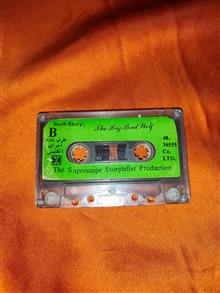 Sixth Story:
The Big Bad Wolf
B
48.
36555
Co.
LTD.
The Superscope Storyteller Production